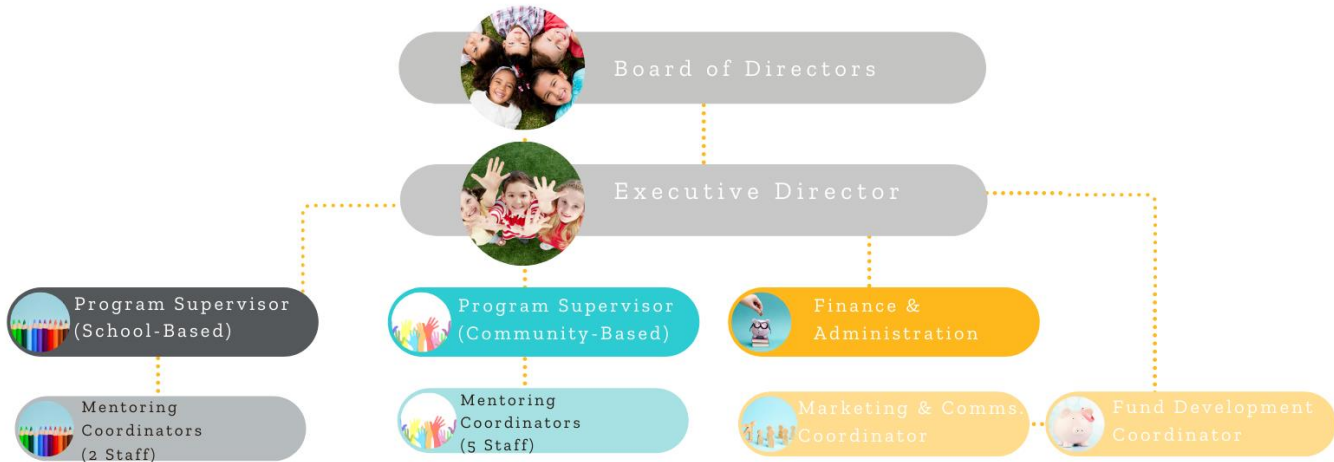 Board of Directors
Executive Director
Program Supervisor
(School-Based)
Program Supervisor
(Community-Based)
Finance &
Administration
Mentoring
Coordinators
(2 Staff)
Mentoring
Coordinators
(5 Staff)
Marketing & Comms.
Coordinator
Fund Development
Coordinator